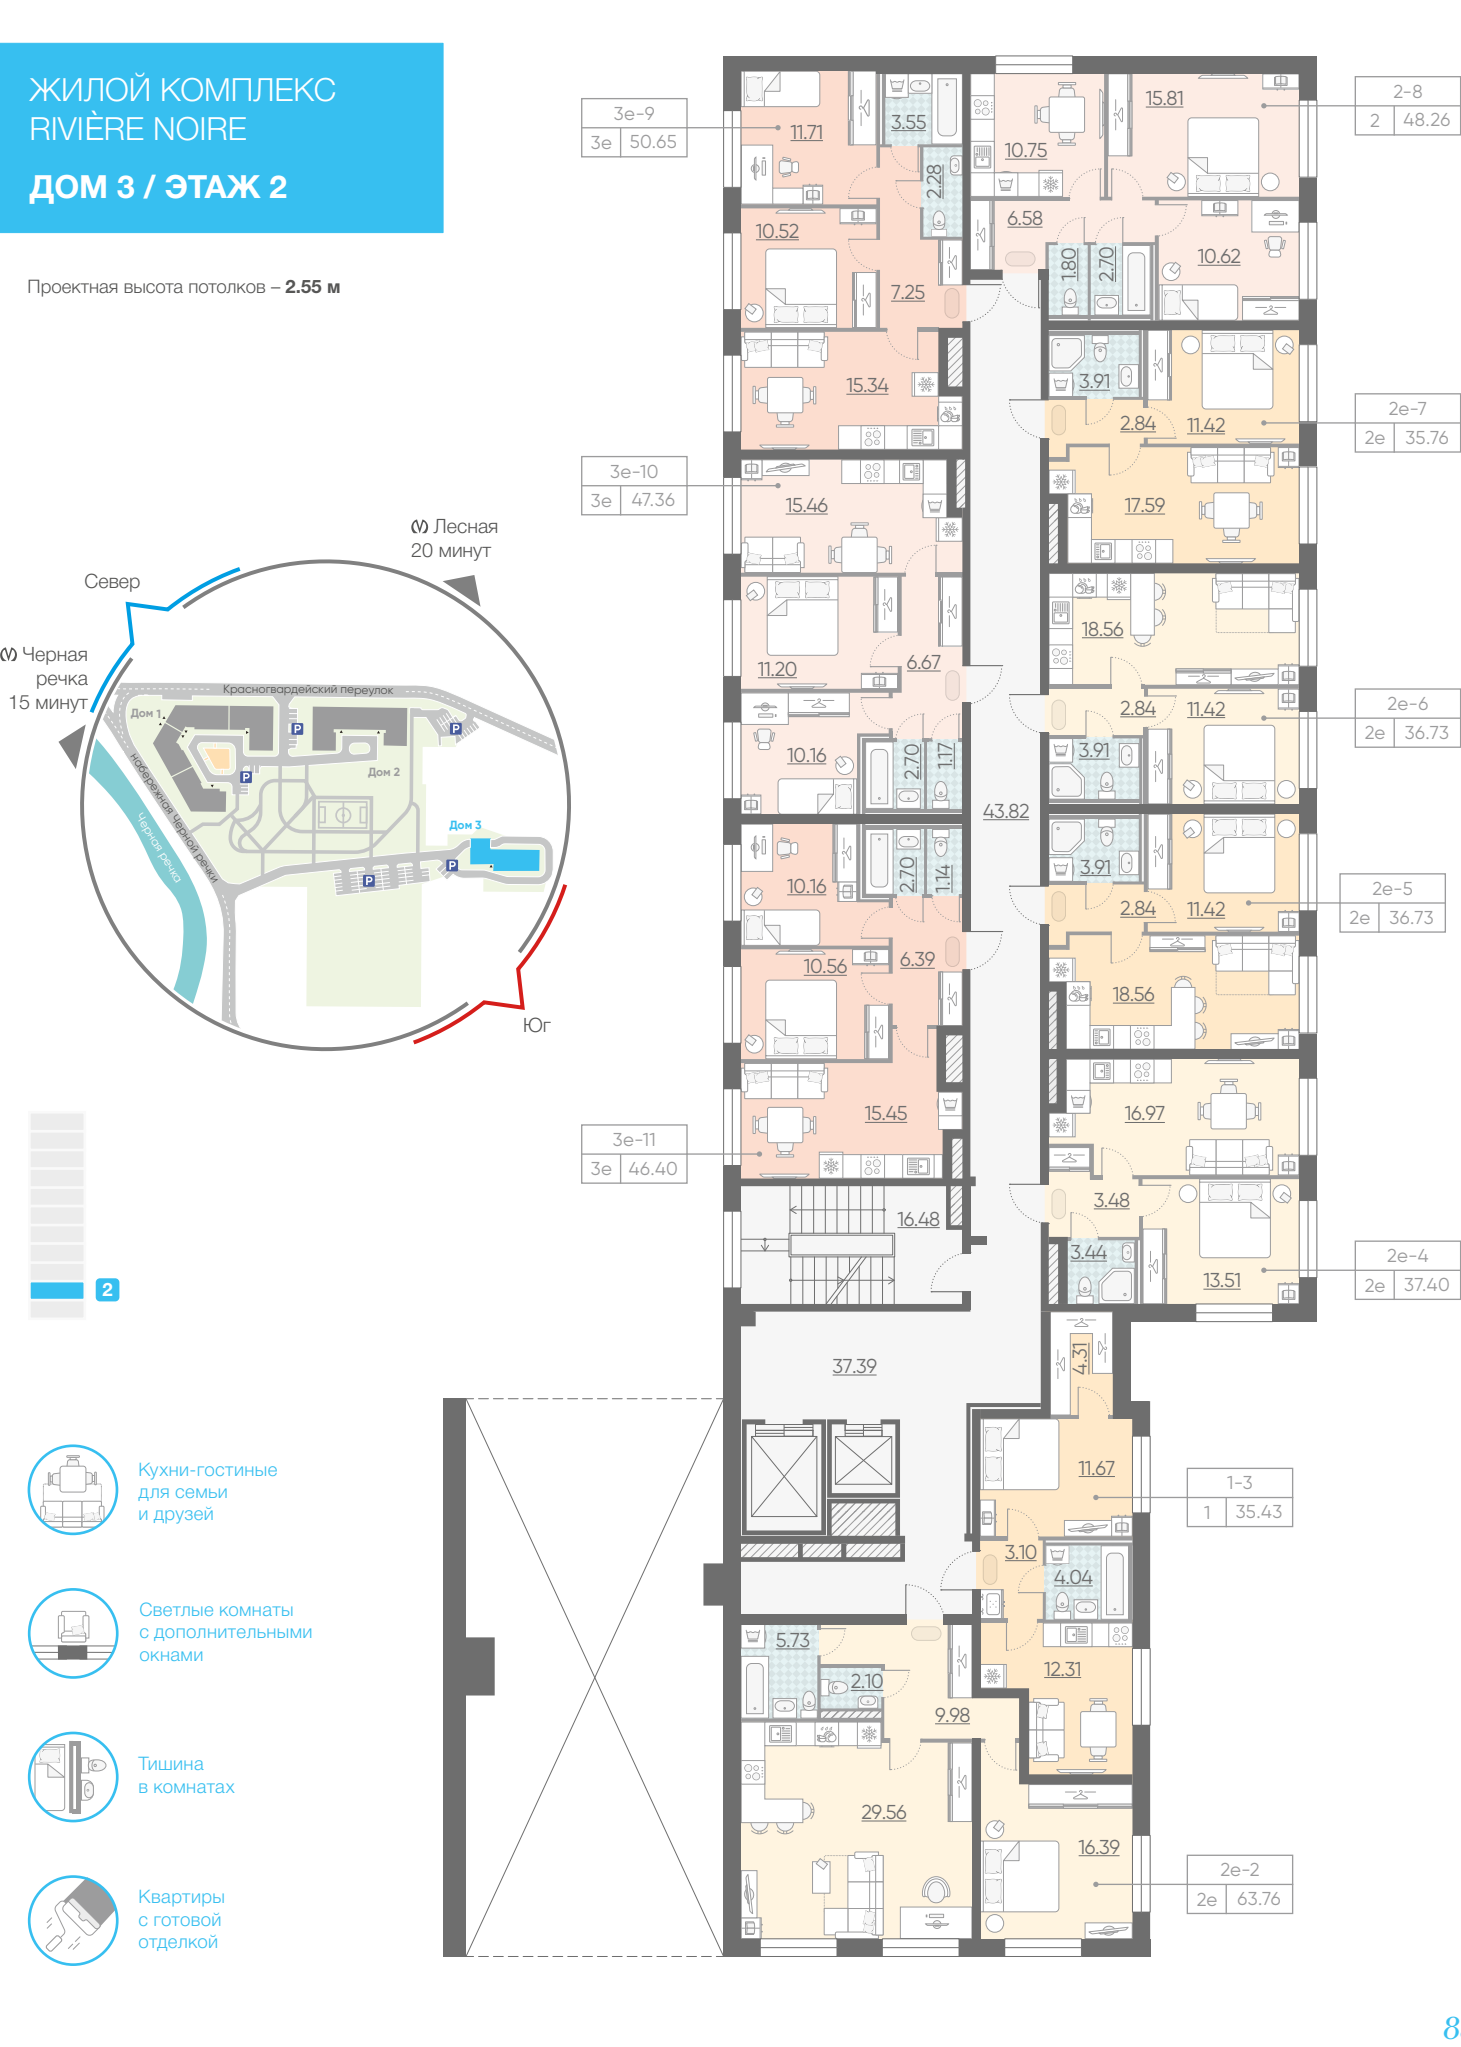 ЖИЛОЙ КОМПЛЕКС
RIVIÈRE NOIRE
ДОМ 3 / ЭТАЖ 2
Проектная высота потолков – 2.55 м
3е-9
3е 50.65
11.71
3.55
2.28
10.52
7.25
15.34
2-8
2 48.26
15.81
10.75
6.58
1.80
2.70
10.62
2е-7
2е 35.76
3.91
2.84
11.42
17.59
3е-10
3е 47.36
15.46
11.20
6.67
10.16
2.70
1.17
43.82
2е-6
2е 36.73
18.56
2.84
11.42
3.91
2е-5
2е 36.73
3.91
2.84
11.42
18.56
10.16
2.70
1.14
10.56
6.39
15.45
3е-11
3е 46.40
16.97
3.48
3.44
13.51
2е-4
2е 37.40
16.48
37.39
4.31
11.67
3.10
4.04
12.31
1-3
1 35.43
5.73
2.10
9.98
29.56
16.39
2е-2
2е 63.76
Лесная
20 минут
Север
Черная
речка
15 минут
Красногвардейский переулок
Дом 1
Дом 2
Дом 3
P
P
P
P
P
набережная Черной речки
Черная речка
Юг
2
Кухни-гостиные
для семьи
и друзей
Светлые комнаты
с дополнительными
окнами
Тишина
в комнатах
Квартиры
с готовой
отделкой
8